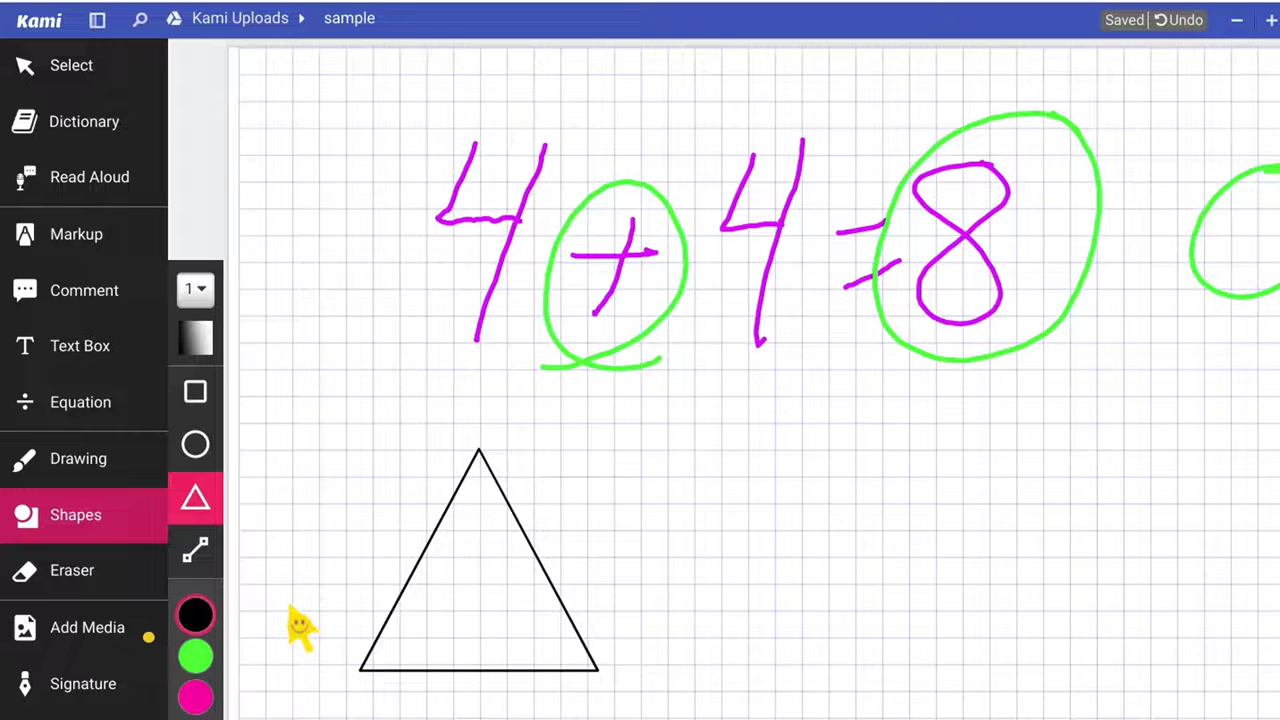 Kami Kami Uploads sample Saved Undo
Select
Dictionary
Read Aloud
Markup
Comment
Text Box
Equation
Drawing
Shapes
Eraser
Add Media
Signature
1
4 + 4 = 8